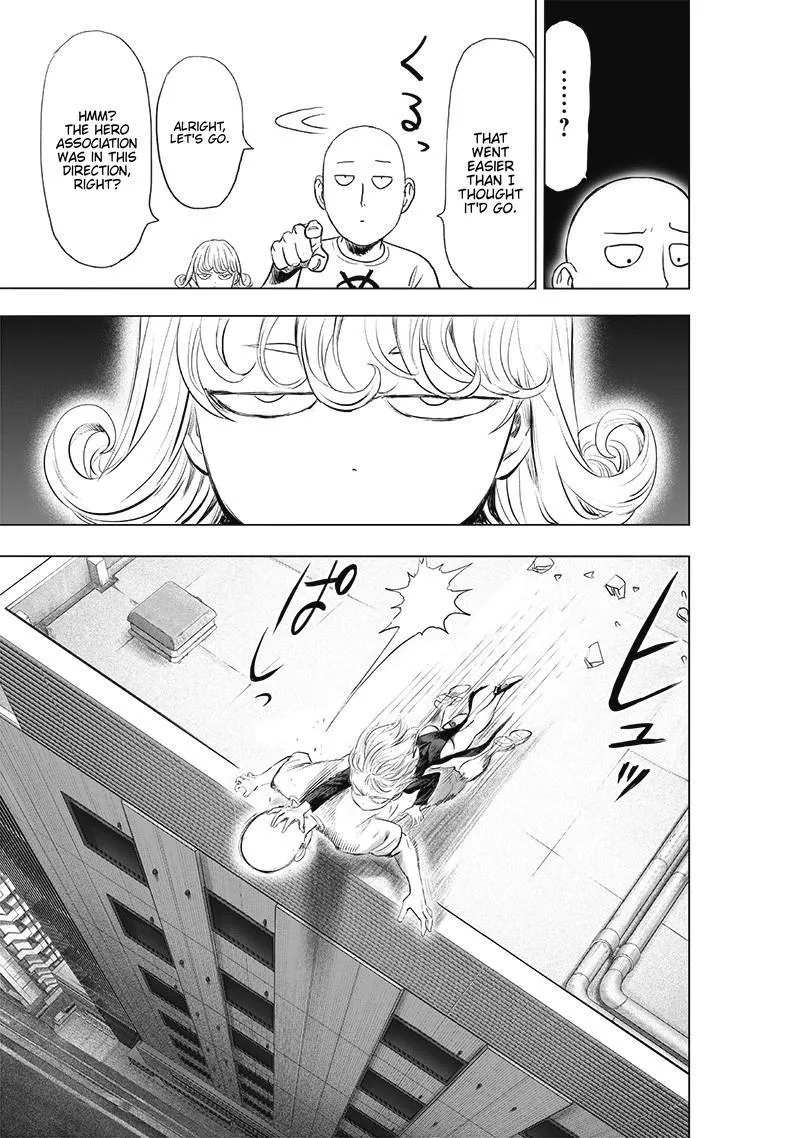 .......?
THAT
WENT
EASIER
THAN I
THOUGHT
IT'D GO.
くるっ
ALRIGHT,
LET'S GO.
HMM?
THE HERO
ASSOCIATION
WAS IN THIS
DIRECTION,
RIGHT?
ヒュッ
ぱしっ